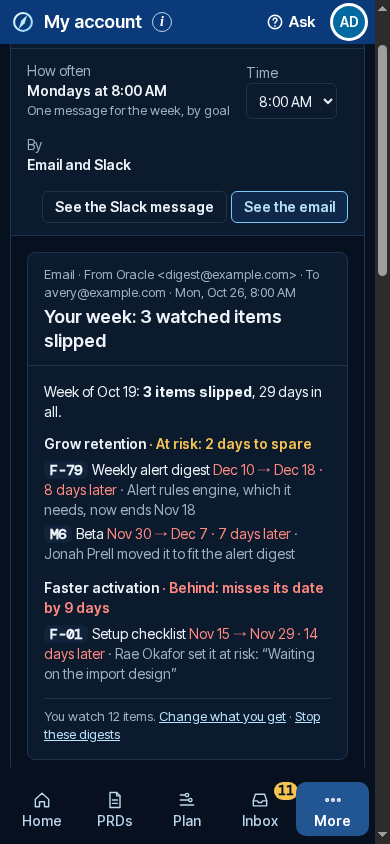 My account
i
Ask
AD
How often
Mondays at 8:00 AM
One message for the week, by goal
Time
8:00 AM
By
Email and Slack
See the Slack message
See the email
Email · From Oracle <digest@example.com> · To
avery@example.com · Mon, Oct 26, 8:00 AM
Your week: 3 watched items
slipped
Week of Oct 19: 3 items slipped, 29 days in
all.
Grow retention · At risk: 2 days to spare
F-79 Weekly alert digest Dec 10 → Dec 18 ·
8 days later · Alert rules engine, which it
needs, now ends Nov 18
M6 Beta Nov 30 → Dec 7 · 7 days later ·
Jonah Prell moved it to fit the alert digest
Faster activation · Behind: misses its date
by 9 days
F-01 Setup checklist Nov 15 → Nov 29 · 14
days later · Rae Okafor set it at risk: “Waiting
on the import design”
You watch 12 items. Change what you get · Stop
these digests
Home
PRDs
Plan
11
Inbox
More